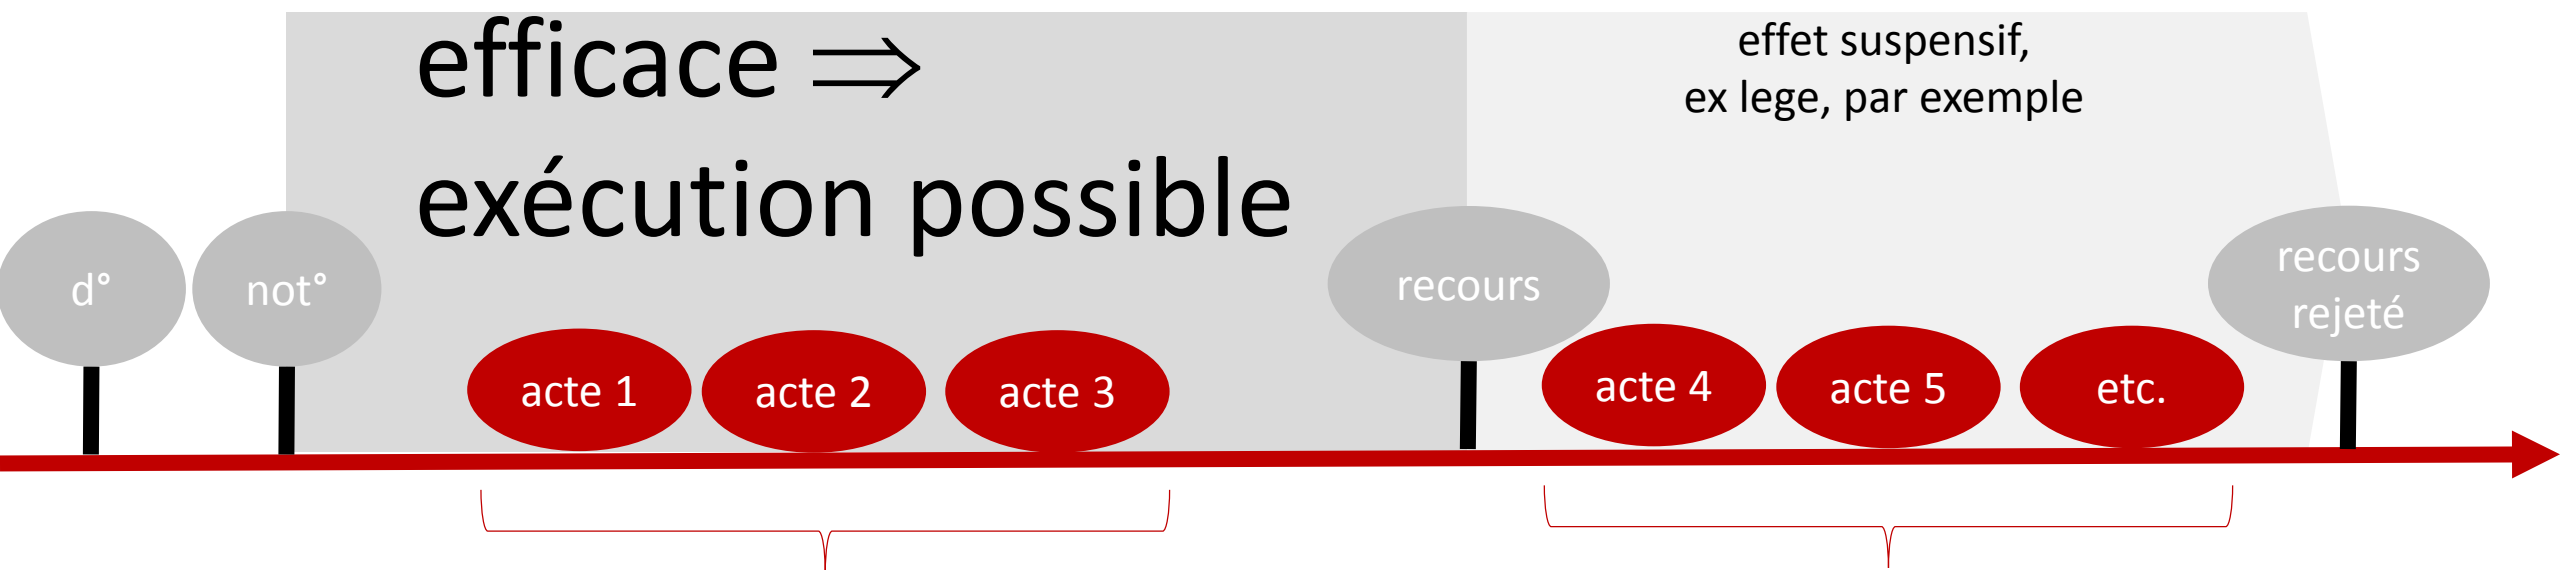 efficace ⇒
exécution possible
effet suspensif,
ex lege, par exemple
d°
not°
recours
recours
rejeté
acte 1
acte 2
acte 3
acte 4
acte 5
etc.